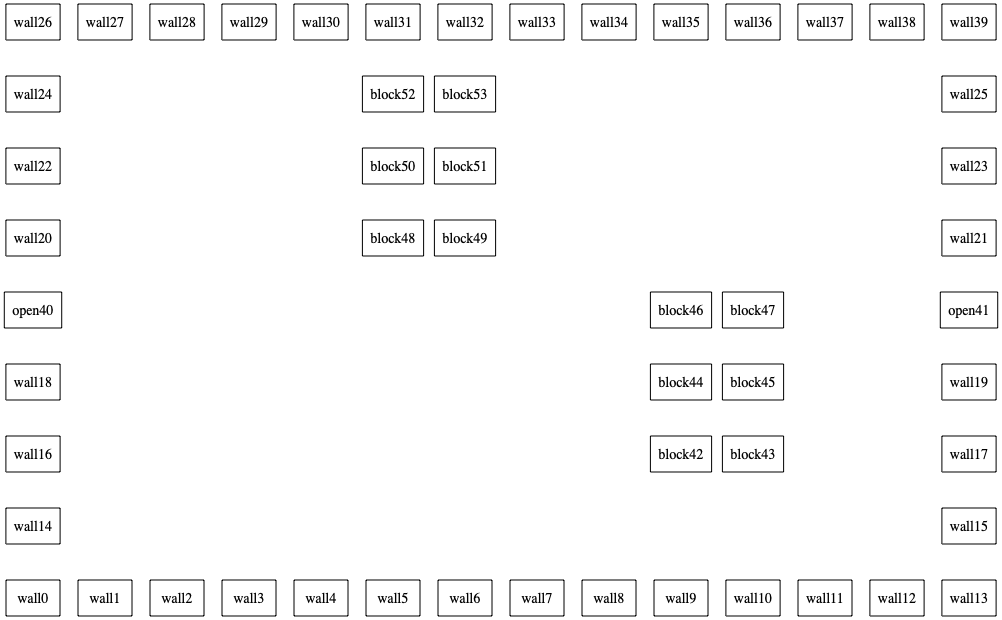 wall26 wall27 wall28 wall29 wall30 wall31 wall32 wall33 wall34 wall35 wall36 wall37 wall38 wall39
wall24 block52 block53 wall25
wall22 block50 block51 wall23
wall20 block48 block49 wall21
open40 block46 block47 open41
wall18 block44 block45 wall19
wall16 block42 block43 wall17
wall14 wall15
wall0 wall1 wall2 wall3 wall4 wall5 wall6 wall7 wall8 wall9 wall10 wall11 wall12 wall13